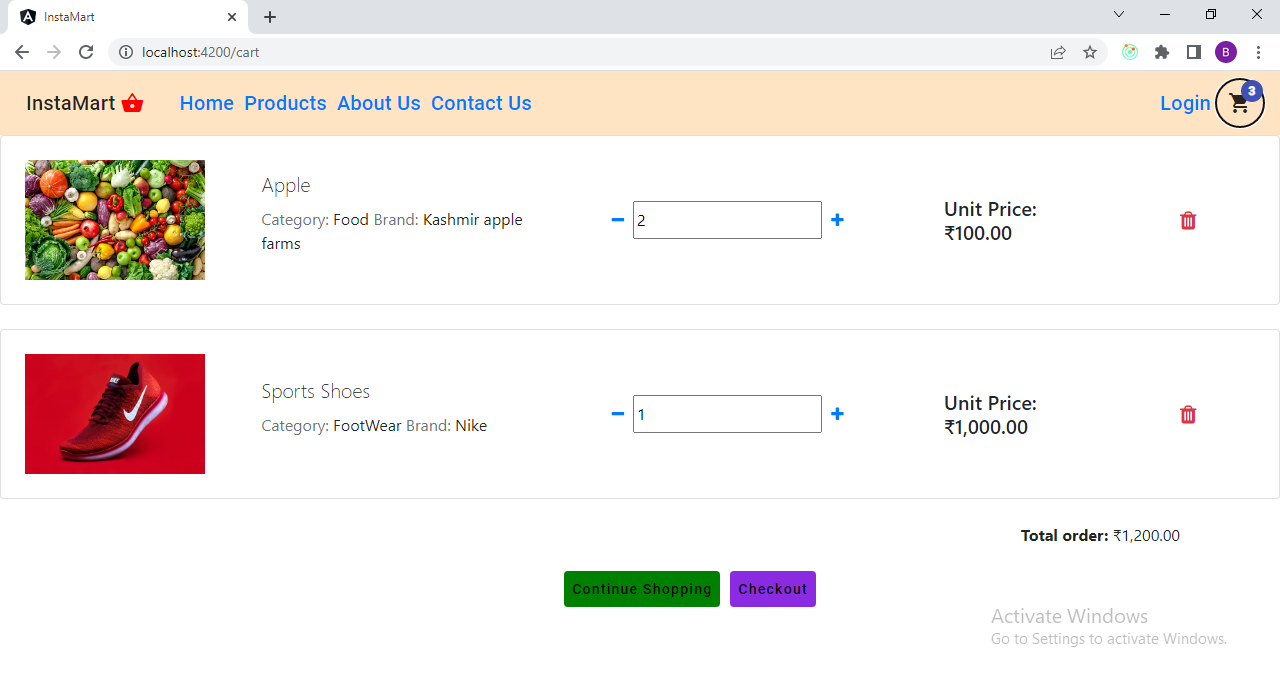 InstaMart
localhost:4200/cart
B
InstaMart Home Products About Us Contact Us Login 3
Apple
Category: Food Brand: Kashmir apple
farms
2
Unit Price:
₹100.00
Sports Shoes
Category: FootWear Brand: Nike
1
Unit Price:
₹1,000.00
Total order: ₹1,200.00
Continue Shopping Checkout
Activate Windows
Go to Settings to activate Windows.